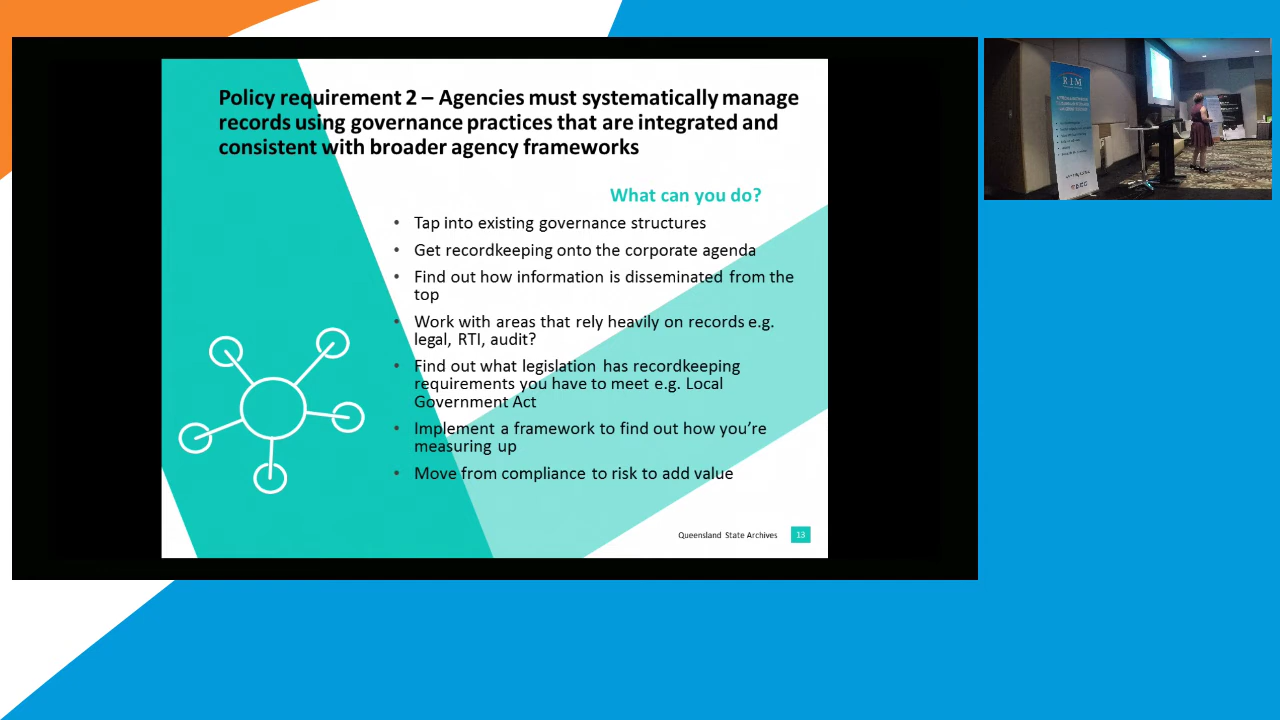 Policy requirement 2 – Agencies must systematically manage
records using governance practices that are integrated and
consistent with broader agency frameworks
What can you do?
• Tap into existing governance structures
• Get recordkeeping onto the corporate agenda
• Find out how information is disseminated from the
top
• Work with areas that rely heavily on records e.g.
legal, RTI, audit?
• Find out what legislation has recordkeeping
requirements you have to meet e.g. Local
Government Act
• Implement a framework to find out how you’re
measuring up
• Move from compliance to risk to add value
Queensland State Archives 13
RIM